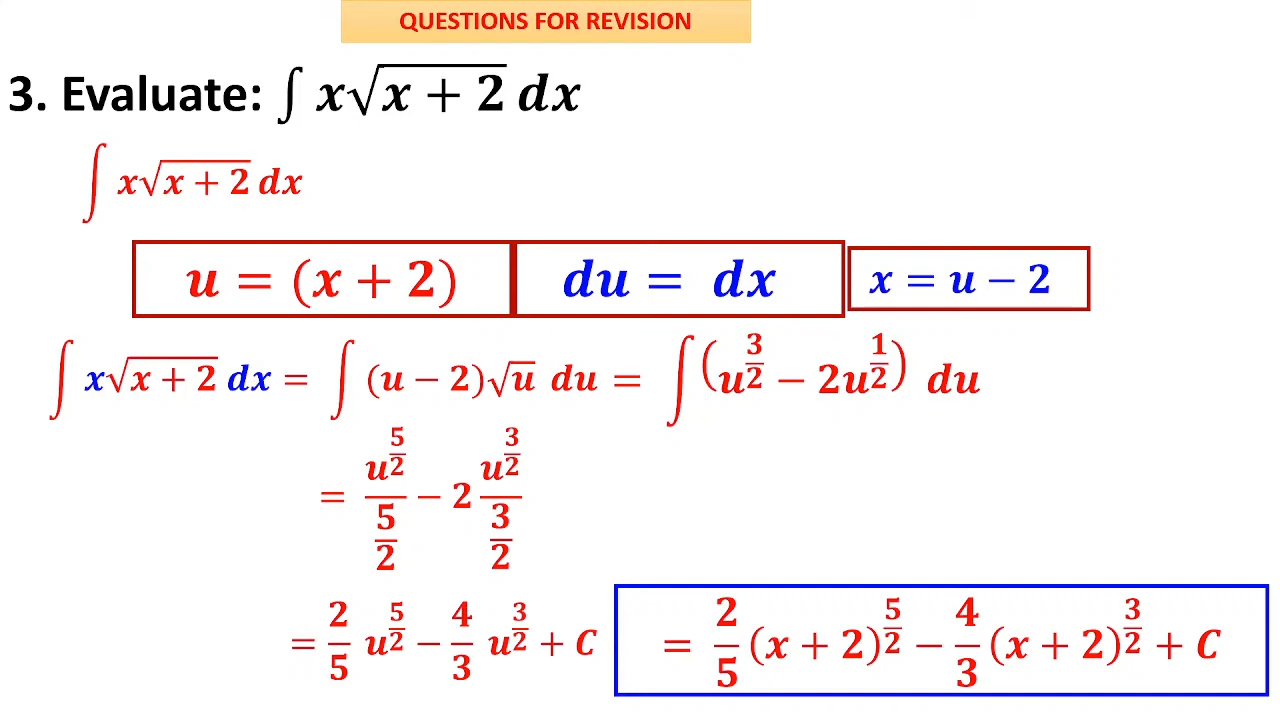 QUESTIONS FOR REVISION
3. Evaluate: ∫ x√(x + 2) dx
∫ x√(x + 2) dx
u = (x + 2) du = dx x = u − 2
∫ x√(x + 2) dx = ∫ (u − 2)√u du = ∫ (u^(3/2) − 2u^(1/2)) du
= u^(5/2)/(5/2) − 2 u^(3/2)/(3/2)
= 2/5 u^(5/2) − 4/3 u^(3/2) + C = 2/5 (x + 2)^(5/2) − 4/3 (x + 2)^(3/2) + C